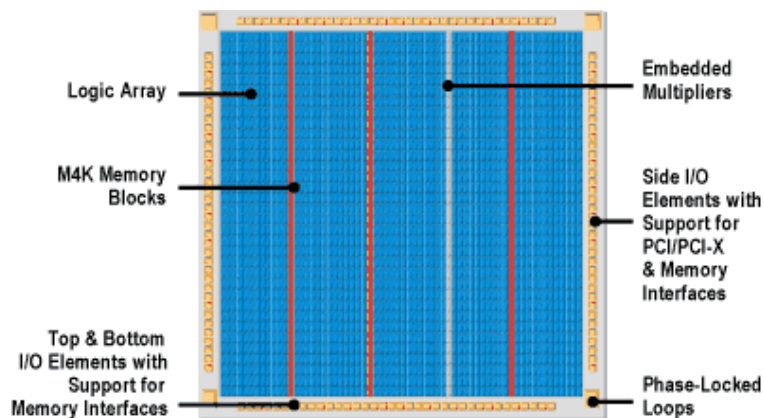 Logic Array
M4K Memory
Blocks
Top & Bottom
I/O Elements with
Support for
Memory Interfaces
Embedded
Multipliers
Side I/O
Elements with
Support for
PCI/PCI-X
& Memory
Interfaces
Phase-Locked
Loops